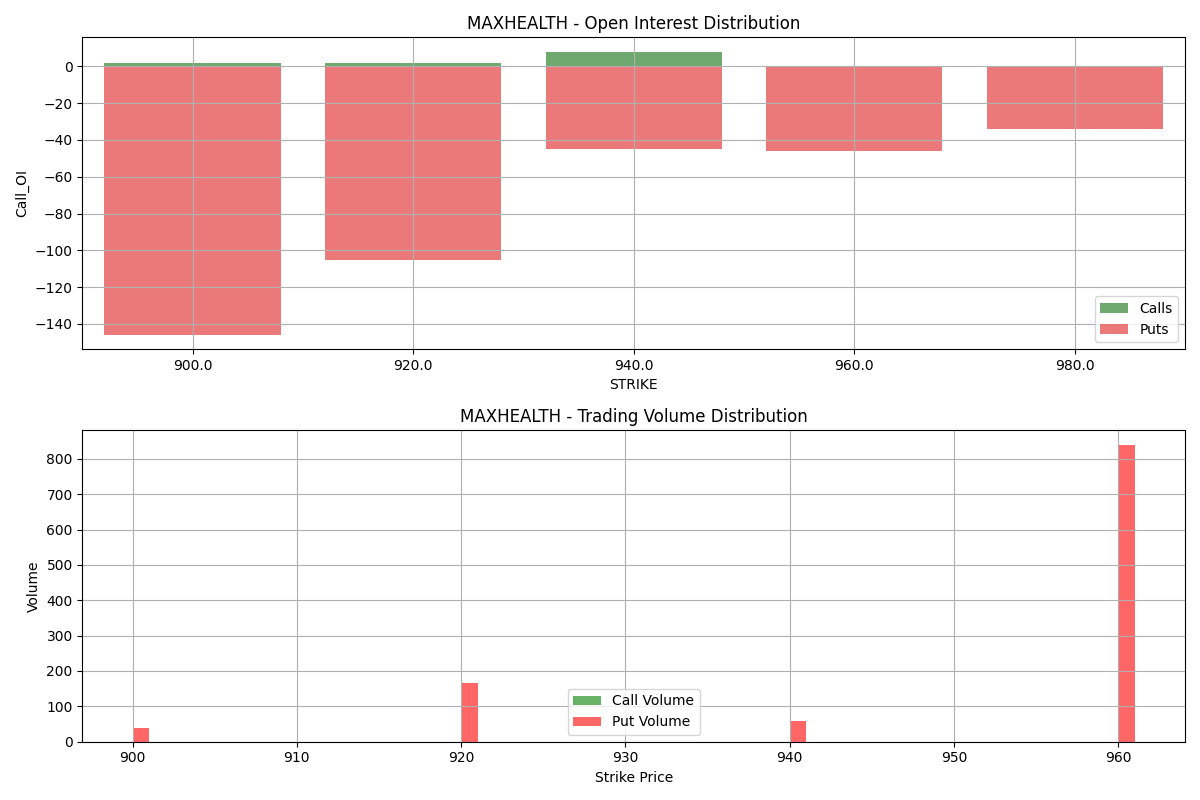 MAXHEALTH - Open Interest Distribution
0
−20
−40
−60
−80
−100
−120
−140
Call_OI
Calls
Puts
900.0 920.0 940.0 960.0 980.0
STRIKE
MAXHEALTH - Trading Volume Distribution
800
700
600
500
400
300
200
100
0
Volume
Call Volume
Put Volume
900 910 920 930 940 950 960
Strike Price